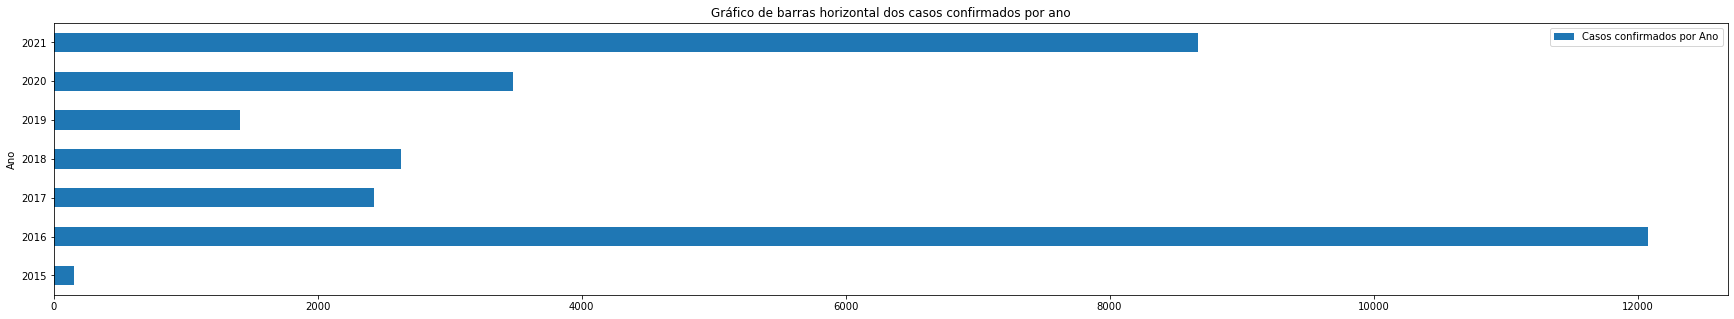 Gráfico de barras horizontal dos casos confirmados por ano
Casos confirmados por Ano
2021
2020
2019
2018
2017
2016
2015
Ano
0 2000 4000 6000 8000 10000 12000